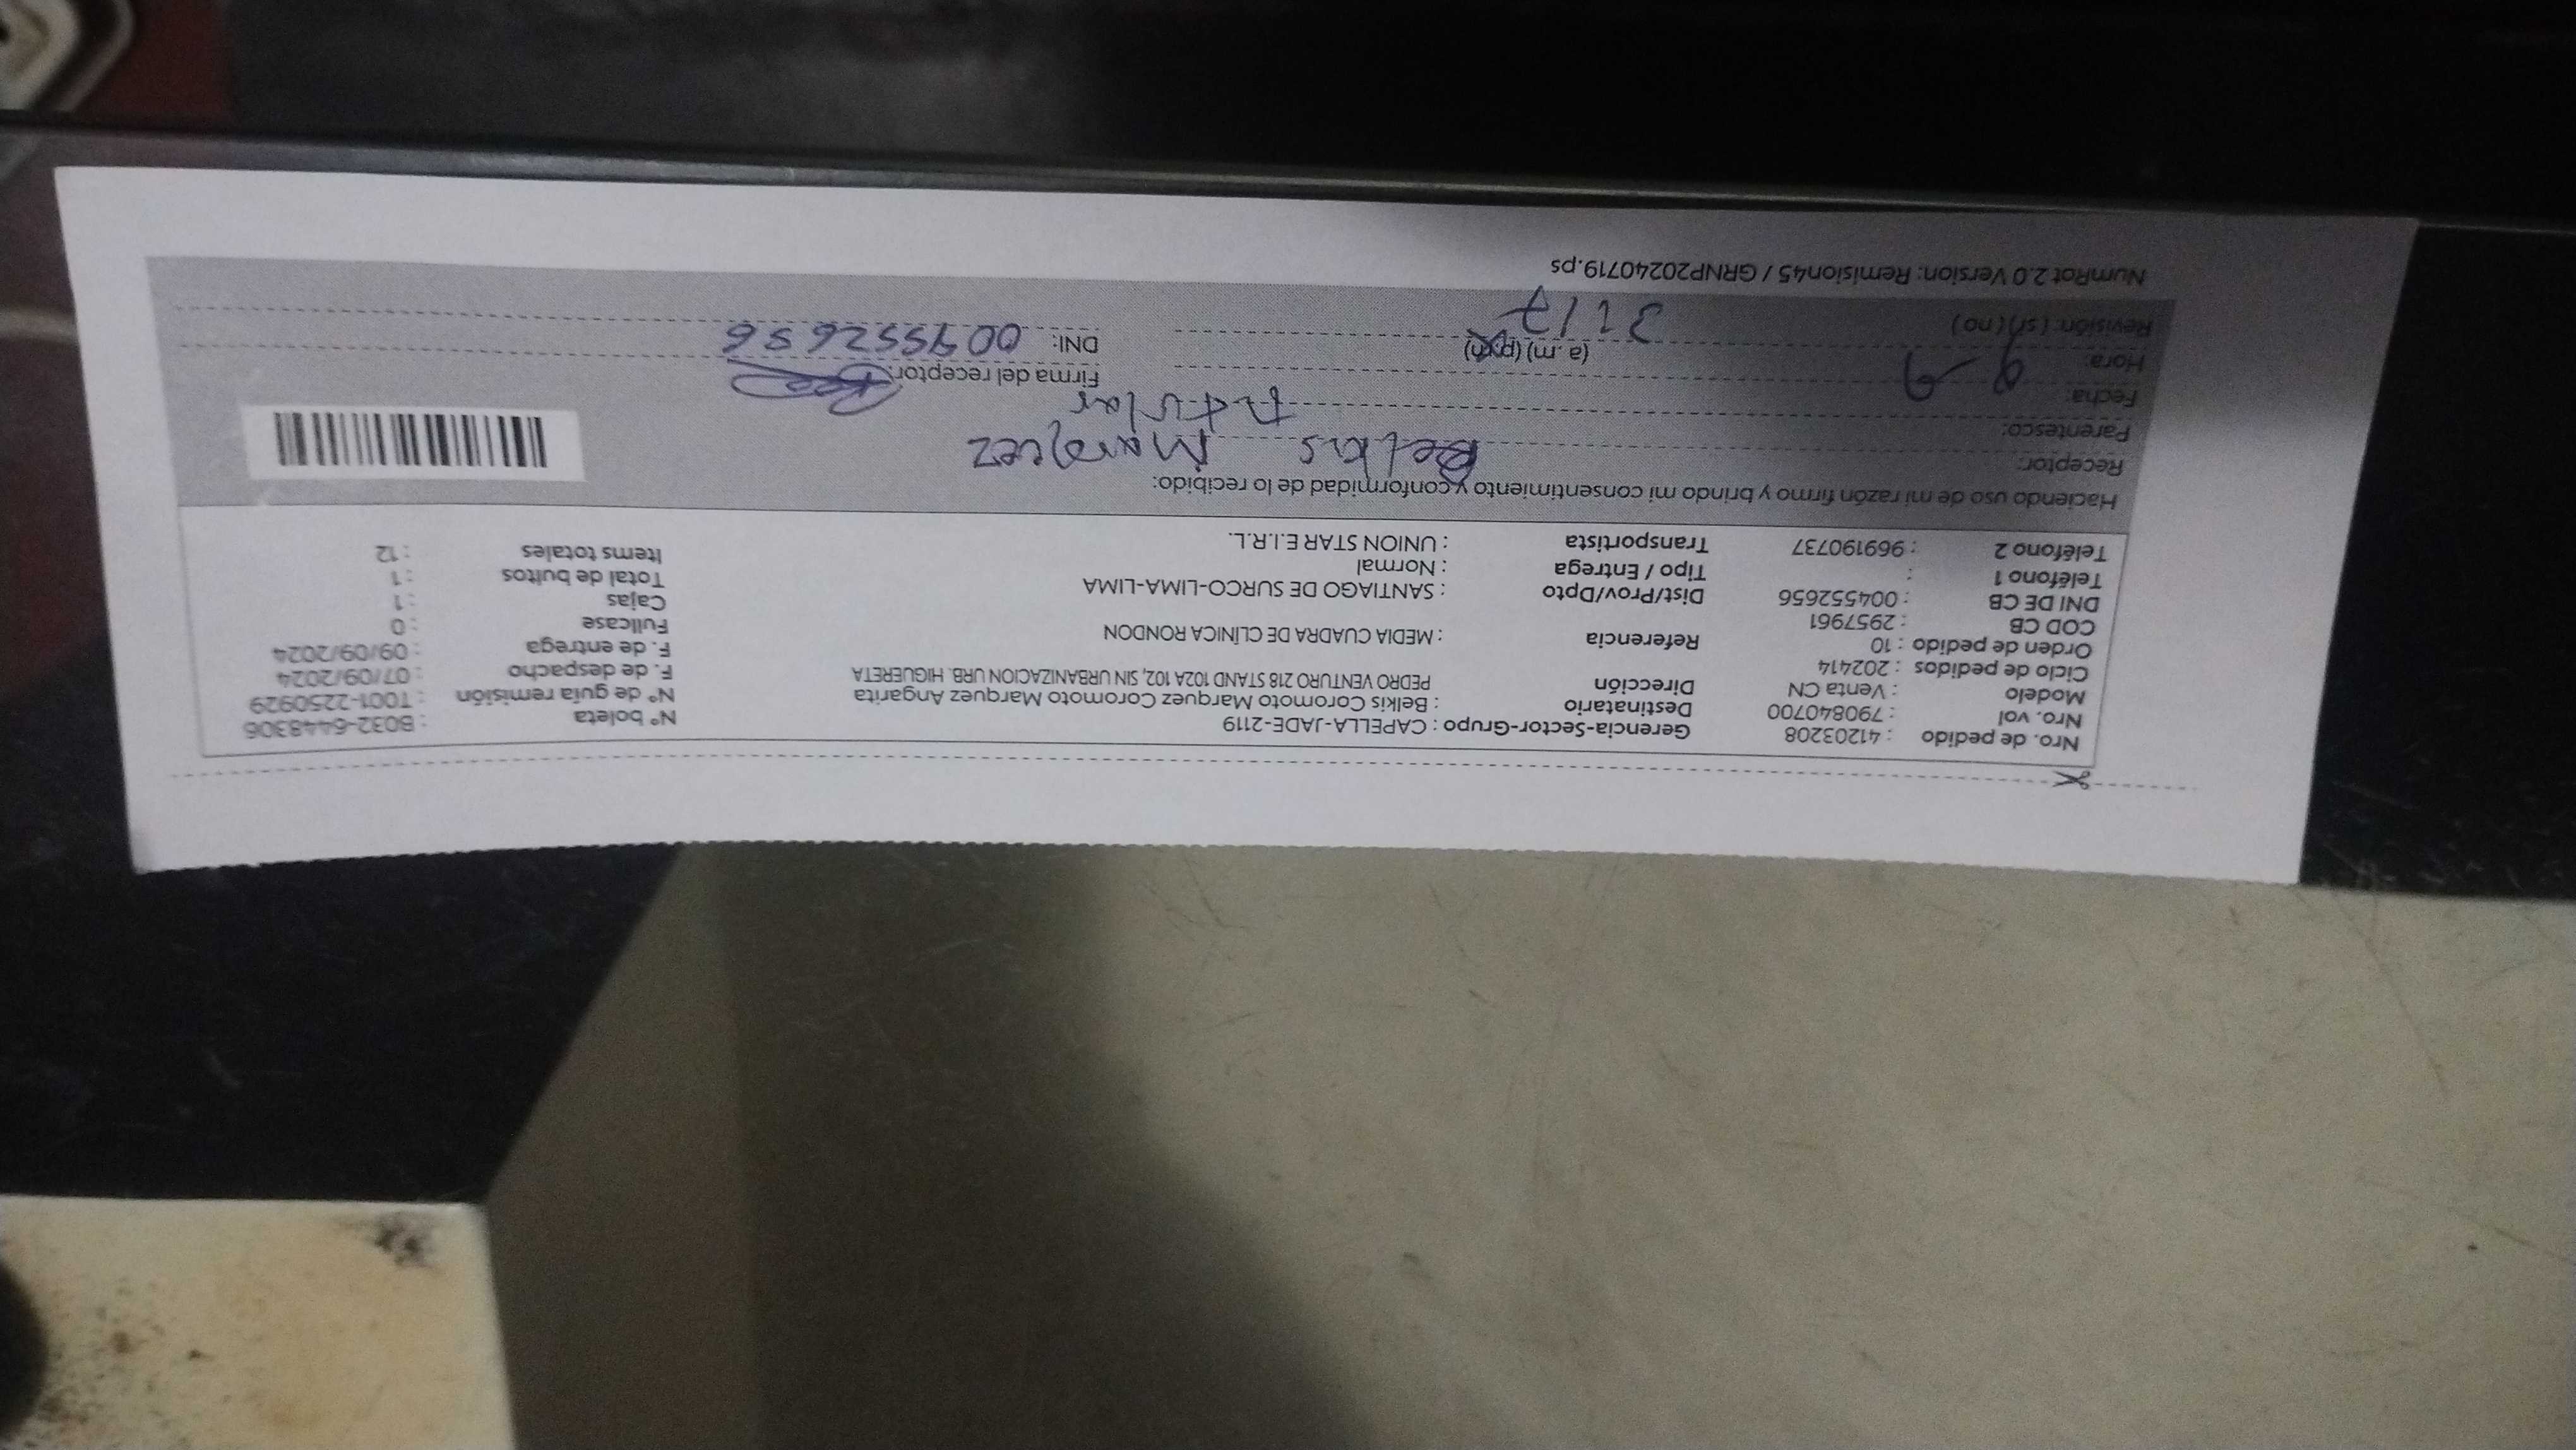 Nro. de pedido : 41203208 Gerencia-Sector-Grupo : CAPELLA-JADE-2119 N° boleta : B032-6448306
Nro. vol : 790840700 Destinatario : Belkis Coromoto Marquez Coromoto Marquez Angarita N° de guía remisión : T001-2250929
Modelo : Venta CN Dirección PEDRO VENTURO 218 STAND 102A 102, SIN URBANIZACION URB. HIGUERETA F. de despacho : 07/09/2024
Ciclo de pedidos : 202414 F. de entrega : 09/09/2024
Orden de pedido : 10 Referencia : MEDIA CUADRA DE CLÍNICA RONDON Fullcase : 0
COD CB : 2957961 Cajas : 1
DNI DE CB : 004552656 Dist/Prov/Dpto : SANTIAGO DE SURCO-LIMA-LIMA Total de bultos : 1
Teléfono 1 : Tipo / Entrega : Normal Items totales : 12
Teléfono 2 : 969190737 Transportista : UNION STAR E.I.R.L.
Haciendo uso de mi razón firmo y brindo mi consentimiento y conformidad de lo recibido:
Receptor: Belkis Marquez
Parentesco:
Fecha: 9-9 Firma del receptor:
Hora: (a.m) DNI:
Revisión: (si) (no)
NumRot 2.0 Version: Remision45 / GRNP20240719.ps